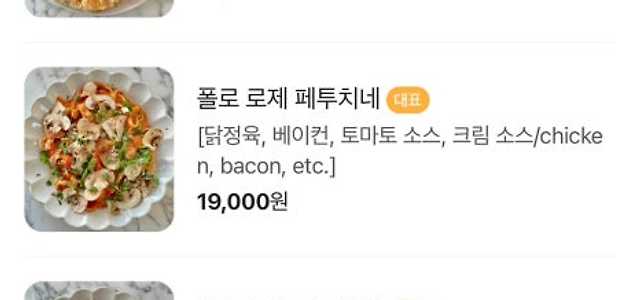 폴로 로제 페투치네 대표
[닭정육, 베이컨, 토마토 소스, 크림 소스/chicke
n, bacon, etc.]
19,000원